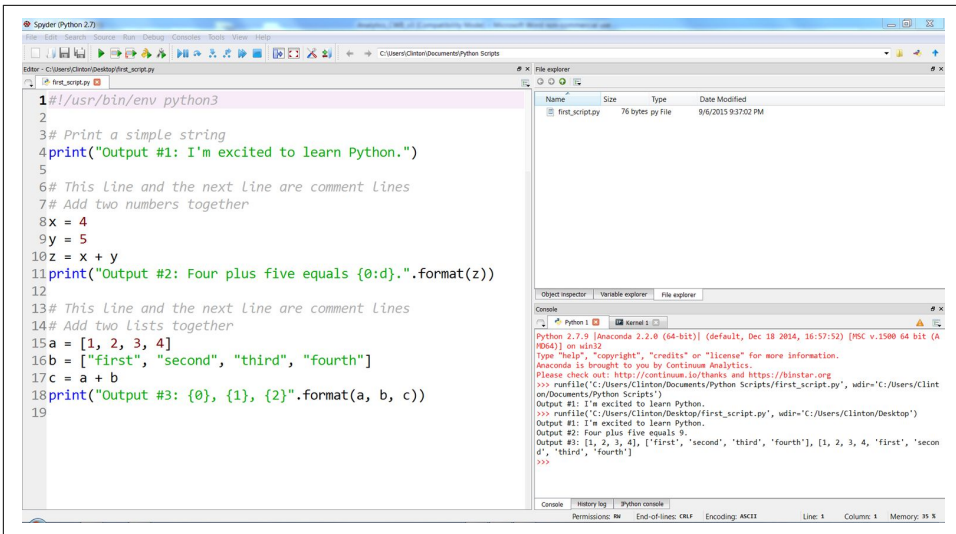 Spyder (Python 2.7)
File Edit Search Source Run Debug Consoles Tools View Help
C:\Users\Clinton\Documents\Python Scripts
Editor - C:\Users\Clinton\Desktop\first_script.py
first_script.py
1 #!/usr/bin/env python3
2
3 # Print a simple string
4 print("Output #1: I'm excited to learn Python.")
5
6 # This line and the next line are comment lines
7 # Add two numbers together
8 x = 4
9 y = 5
10 z = x + y
11 print("Output #2: Four plus five equals {0:d}.".format(z))
12
13 # This line and the next line are comment lines
14 # Add two lists together
15 a = [1, 2, 3, 4]
16 b = ["first", "second", "third", "fourth"]
17 c = a + b
18 print("Output #3: {0}, {1}, {2}".format(a, b, c))
19
File explorer
Name Size Type Date Modified
first_script.py 76 bytes py File 9/6/2015 9:37:02 PM
Object inspector Variable explorer File explorer
Console
Python 1 Kernel 1
Python 2.7.9 |Anaconda 2.2.0 (64-bit)| (default, Dec 18 2014, 16:57:52) [MSC v.1500 64 bit (A
MD64)] on win32
Type "help", "copyright", "credits" or "license" for more information.
Anaconda is brought to you by Continuum Analytics.
Please check out: http://continuum.io/thanks and https://binstar.org
>>> runfile('C:/Users/Clinton/Documents/Python Scripts/first_script.py', wdir='C:/Users/Clint
on/Documents/Python Scripts')
Output #1: I'm excited to learn Python.
>>> runfile('C:/Users/Clinton/Desktop/first_script.py', wdir='C:/Users/Clinton/Desktop')
Output #1: I'm excited to learn Python.
Output #2: Four plus five equals 9.
Output #3: [1, 2, 3, 4], ['first', 'second', 'third', 'fourth'], [1, 2, 3, 4, 'first', 'secon
d', 'third', 'fourth']
>>>
Console History log IPython console
Permissions: RW End-of-lines: CRLF Encoding: ASCII Line: 1 Column: 1 Memory: 35 %